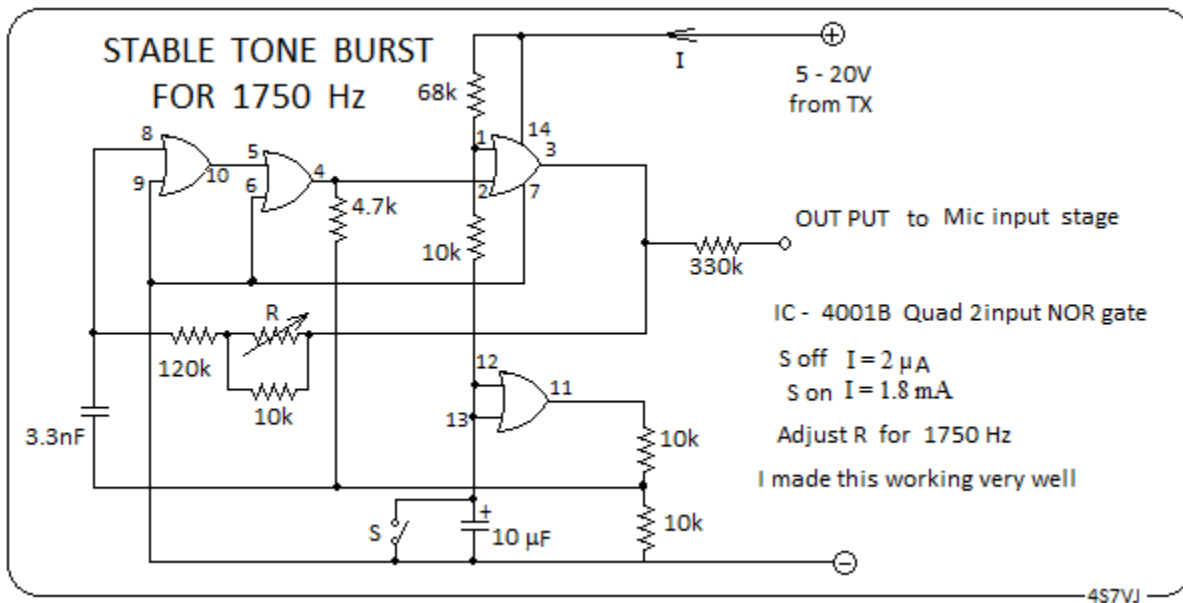 STABLE TONE BURST
FOR 1750 Hz
I
5 - 20V
from TX
68k
8
9
10
5
6
4
1
2
14
3
7
4.7k
10k
OUT PUT to Mic input stage
330k
R
120k
10k
IC - 4001B Quad 2input NOR gate
S off I = 2 µA
S on I = 1.8 mA
12
13
11
3.3nF
10k
Adjust R for 1750 Hz
I made this working very well
S
+
10 µF
10k
4S7VJ